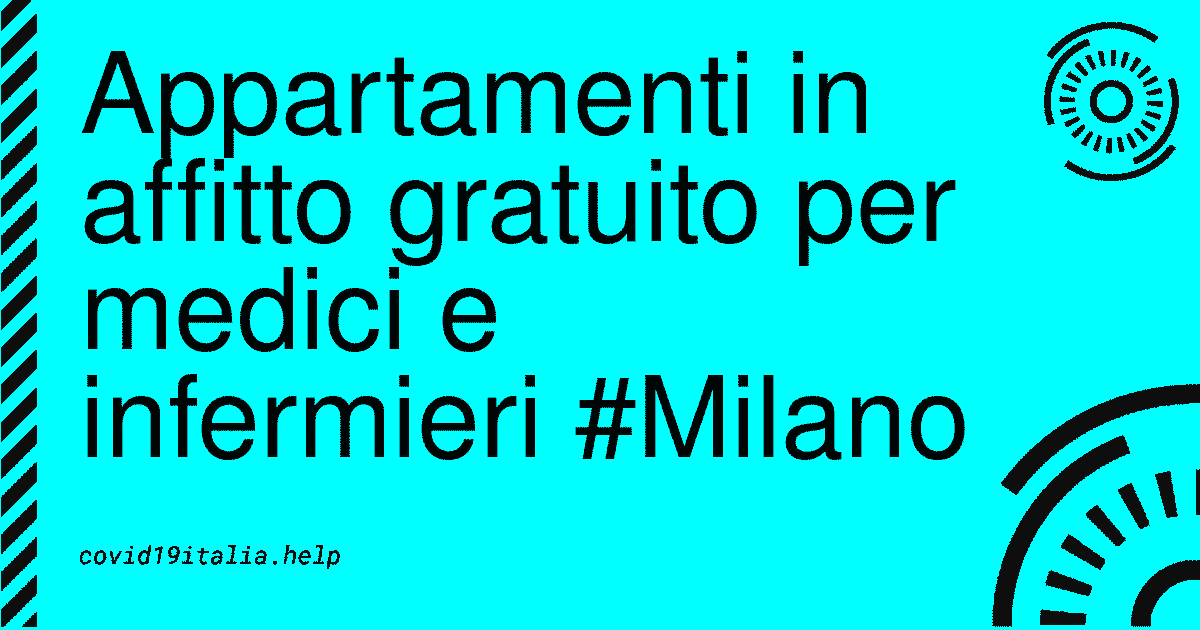 Appartamenti in
affitto gratuito per
medici e
infermieri #Milano
covid19italia.help